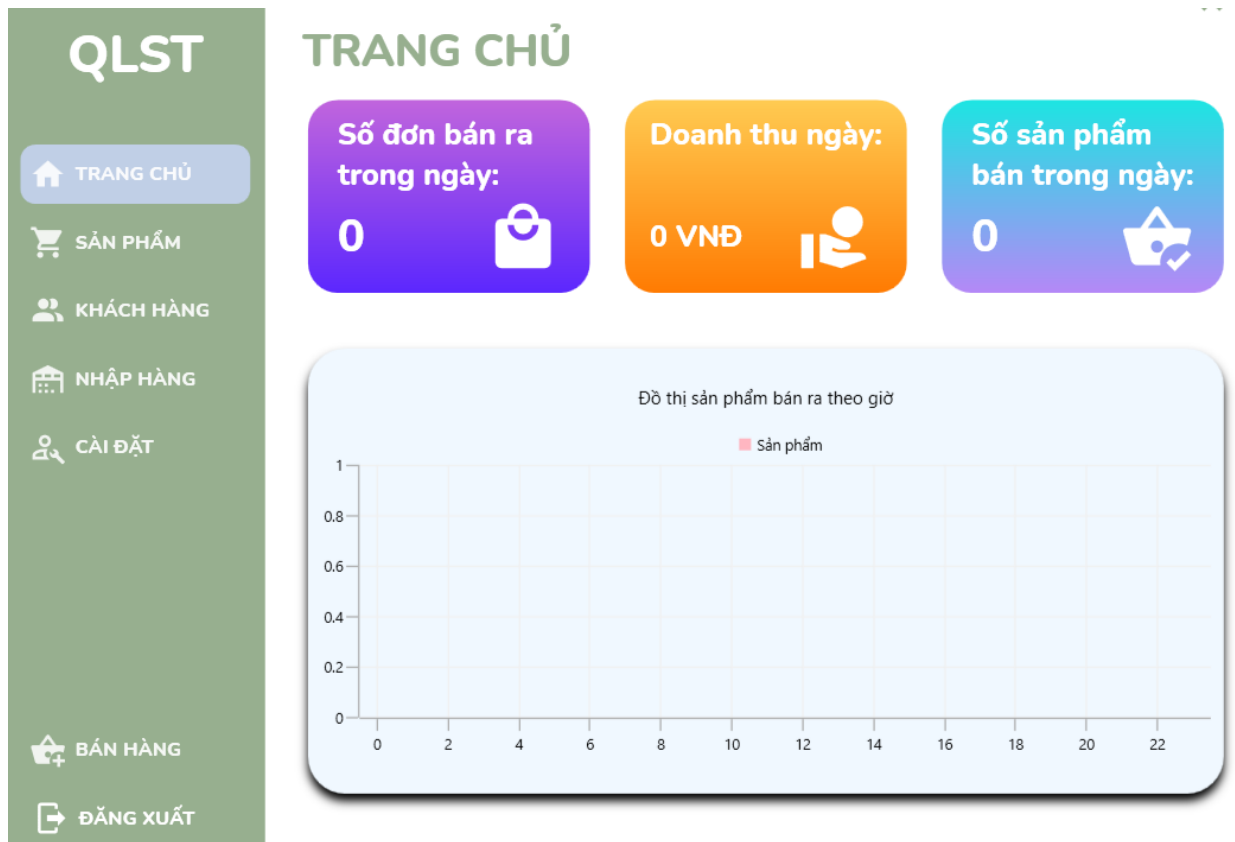 QLST
TRANG CHỦ
SẢN PHẨM
KHÁCH HÀNG
NHẬP HÀNG
CÀI ĐẶT
BÁN HÀNG
ĐĂNG XUẤT
TRANG CHỦ
Số đơn bán ra
trong ngày:
0
Doanh thu ngày:
0 VNĐ
Số sản phẩm
bán trong ngày:
0
Đồ thị sản phẩm bán ra theo giờ
Sản phẩm
1
0.8
0.6
0.4
0.2
0
0 2 4 6 8 10 12 14 16 18 20 22